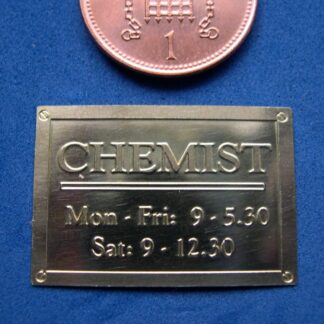 1
CHEMIST
Mon - Fri: 9 - 5.30
Sat: 9 - 12.30